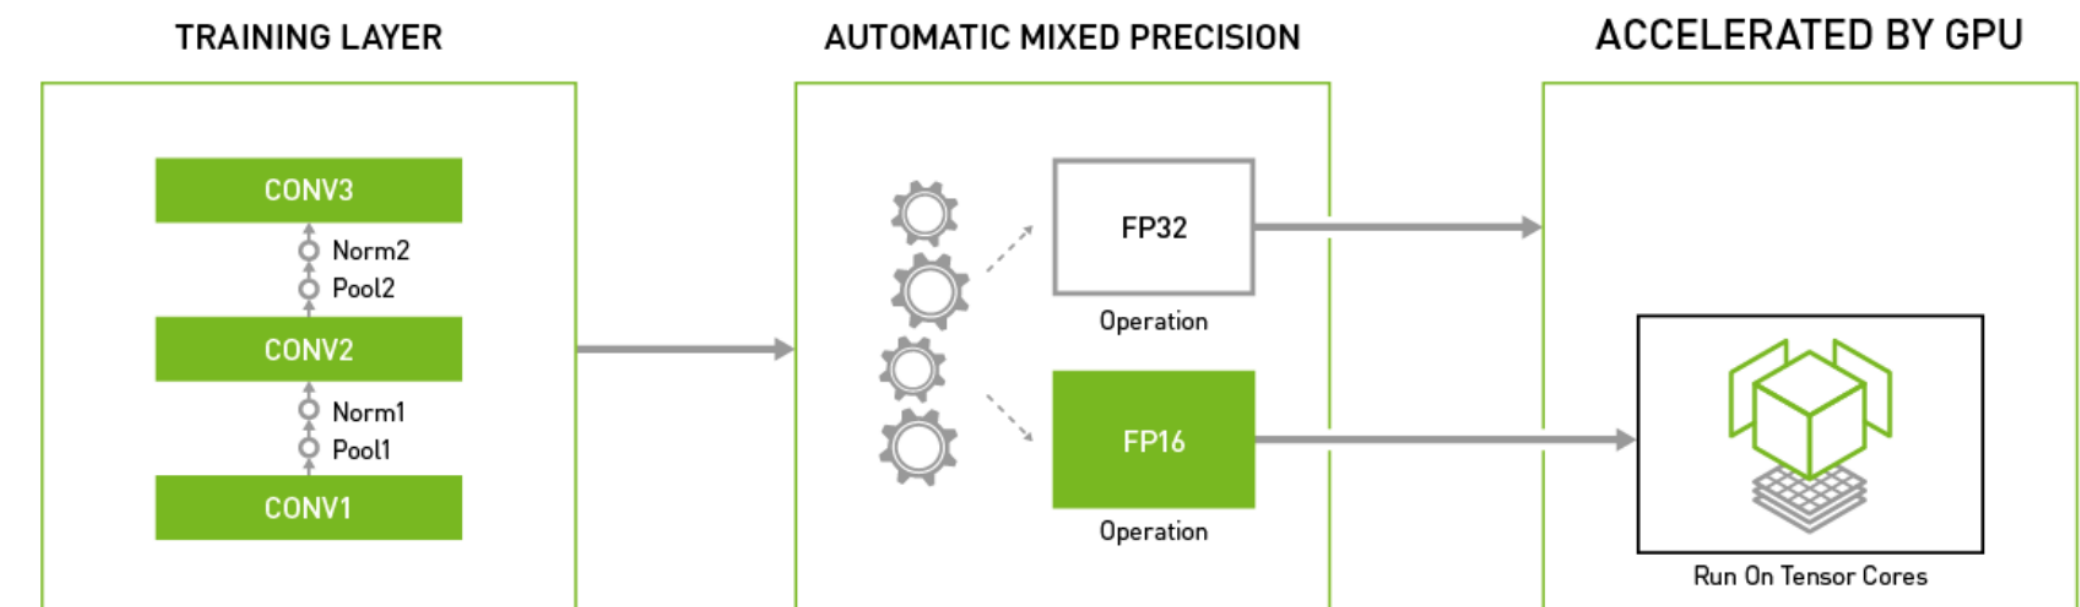 TRAINING LAYER
CONV3
Norm2
Pool2
CONV2
Norm1
Pool1
CONV1
AUTOMATIC MIXED PRECISION
FP32
Operation
FP16
Operation
ACCELERATED BY GPU
Run On Tensor Cores